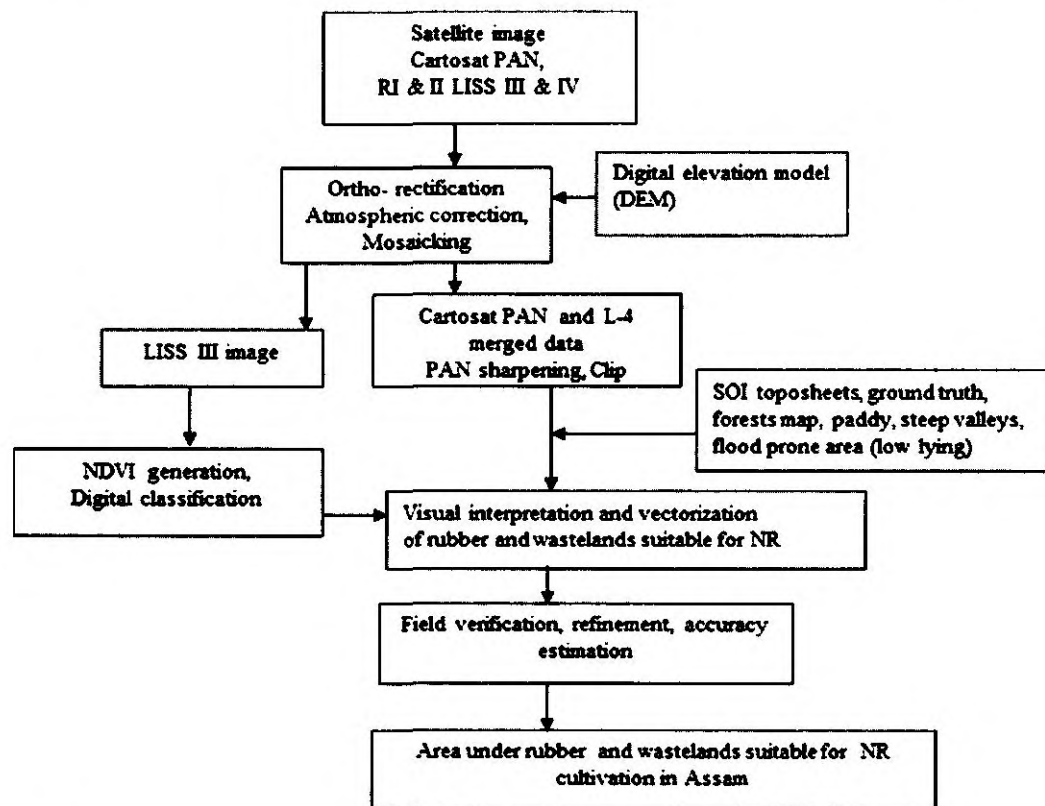 Satellite image
Cartosat PAN,
RI & II LISS III & IV
Ortho- rectification
Atmospheric correction,
Mosaicking
Digital elevation model
(DEM)
LISS III image
Cartosat PAN and L-4
merged data
PAN sharpening, Clip
SOI toposheets, ground truth,
forests map, paddy, steep valleys,
flood prone area (low lying)
NDVI generation,
Digital classification
Visual interpretation and vectorization
of rubber and wastelands suitable for NR
Field verification, refinement, accuracy
estimation
Area under rubber and wastelands suitable for NR
cultivation in Assam